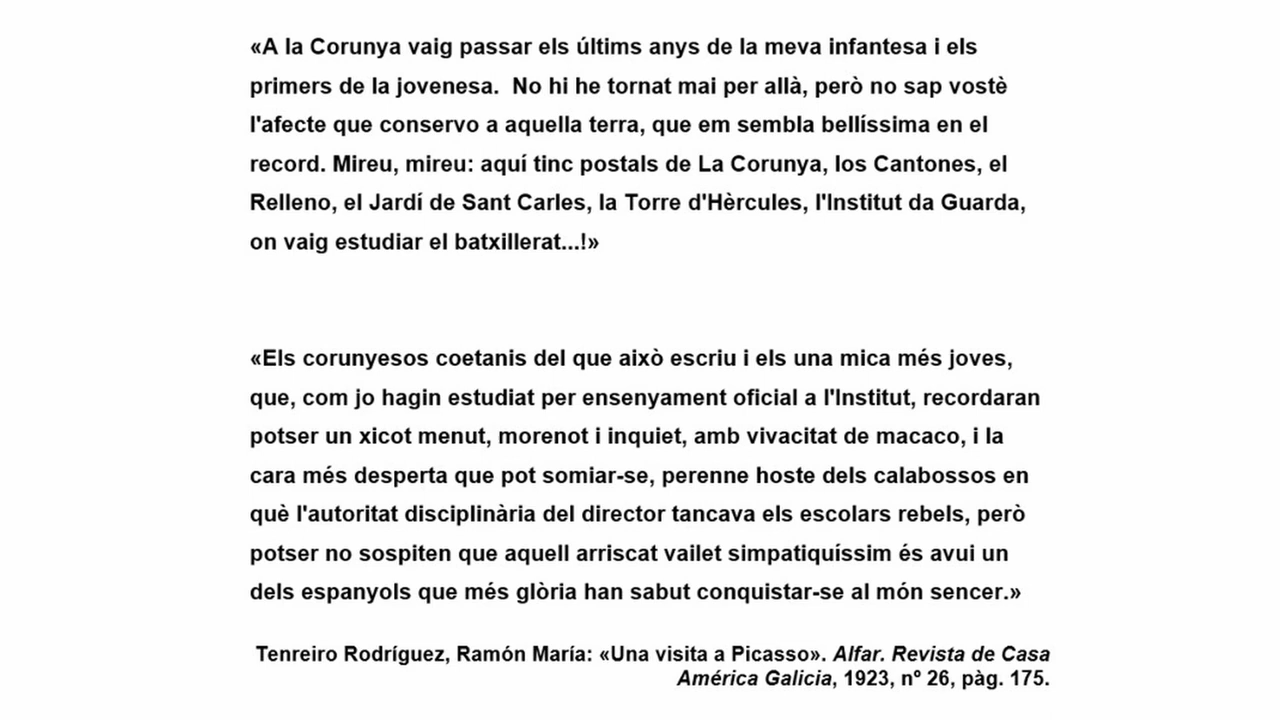 «A la Corunya vaig passar els últims anys de la meva infantesa i els
primers de la jovenesa.  No hi he tornat mai per allà, però no sap vostè
l'afecte que conservo a aquella terra, que em sembla bellíssima en el
record. Mireu, mireu: aquí tinc postals de La Corunya, los Cantones, el
Relleno, el Jardí de Sant Carles, la Torre d'Hèrcules, l'Institut da Guarda,
on vaig estudiar el batxillerat...!»
«Els corunyesos coetanis del que això escriu i els una mica més joves,
que, com jo hagin estudiat per ensenyament oficial a l'Institut, recordaran
potser un xicot menut, morenot i inquiet, amb vivacitat de macaco, i la
cara més desperta que pot somiar-se, perenne hoste dels calabossos en
què l'autoritat disciplinària del director tancava els escolars rebels, però
potser no sospiten que aquell arriscat vailet simpatiquíssim és avui un
dels espanyols que més glòria han sabut conquistar-se al món sencer.»
Tenreiro Rodríguez, Ramón María: «Una visita a Picasso». Alfar. Revista de Casa
América Galicia, 1923, nº 26, pàg. 175.